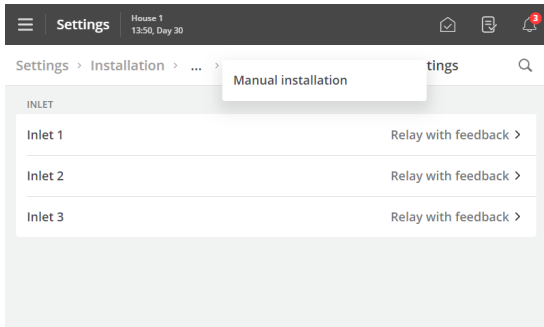 Settings
House 1
13:50, Day 30
3
Settings > Installation > ... >
Manual installation
tings
INLET
Inlet 1 Relay with feedback >
Inlet 2 Relay with feedback >
Inlet 3 Relay with feedback >